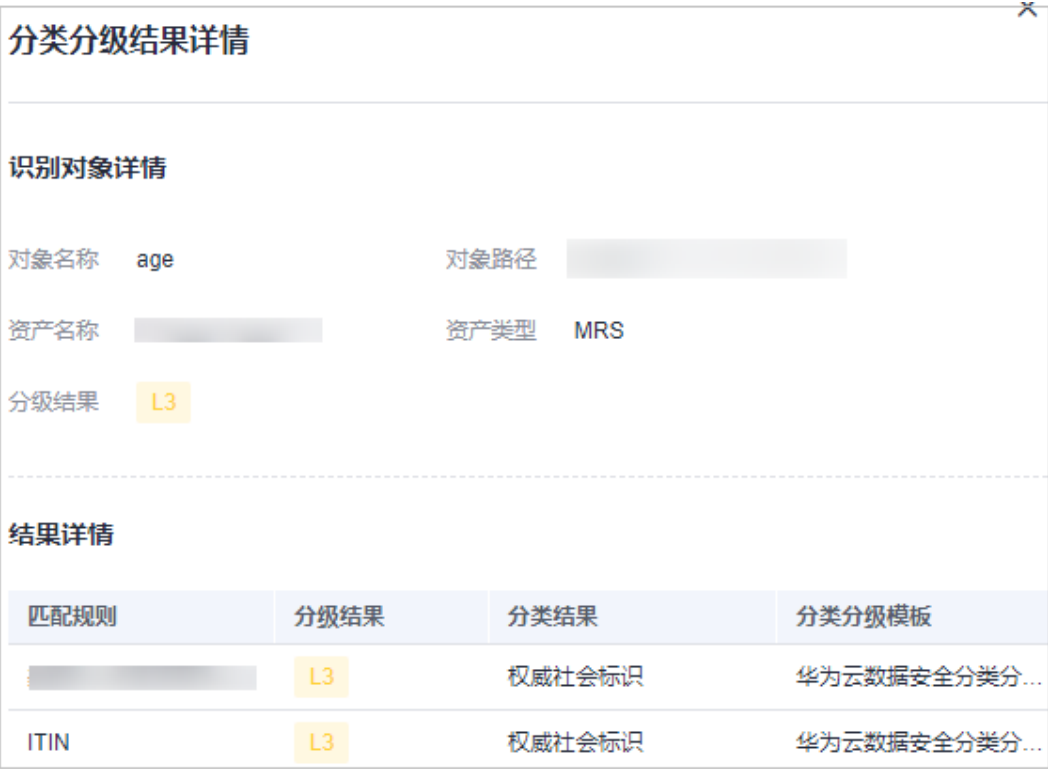 分类分级结果详情
识别对象详情
对象名称 age 对象路径
资产名称 资产类型 MRS
分级结果 L3
结果详情
匹配规则 分级结果 分类结果 分类分级模板
L3 权威社会标识 华为云数据安全分类分...
ITIN L3 权威社会标识 华为云数据安全分类分...